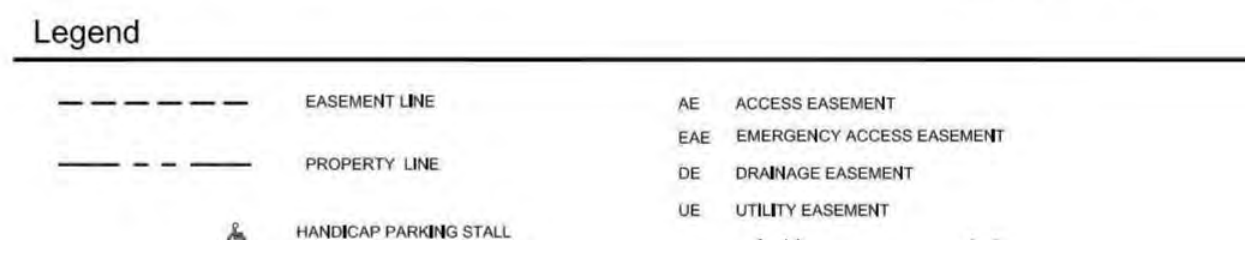 Legend
EASEMENT LINE
PROPERTY LINE
HANDICAP PARKING STALL
AE ACCESS EASEMENT
EAE EMERGENCY ACCESS EASEMENT
DE DRAINAGE EASEMENT
UE UTILITY EASEMENT